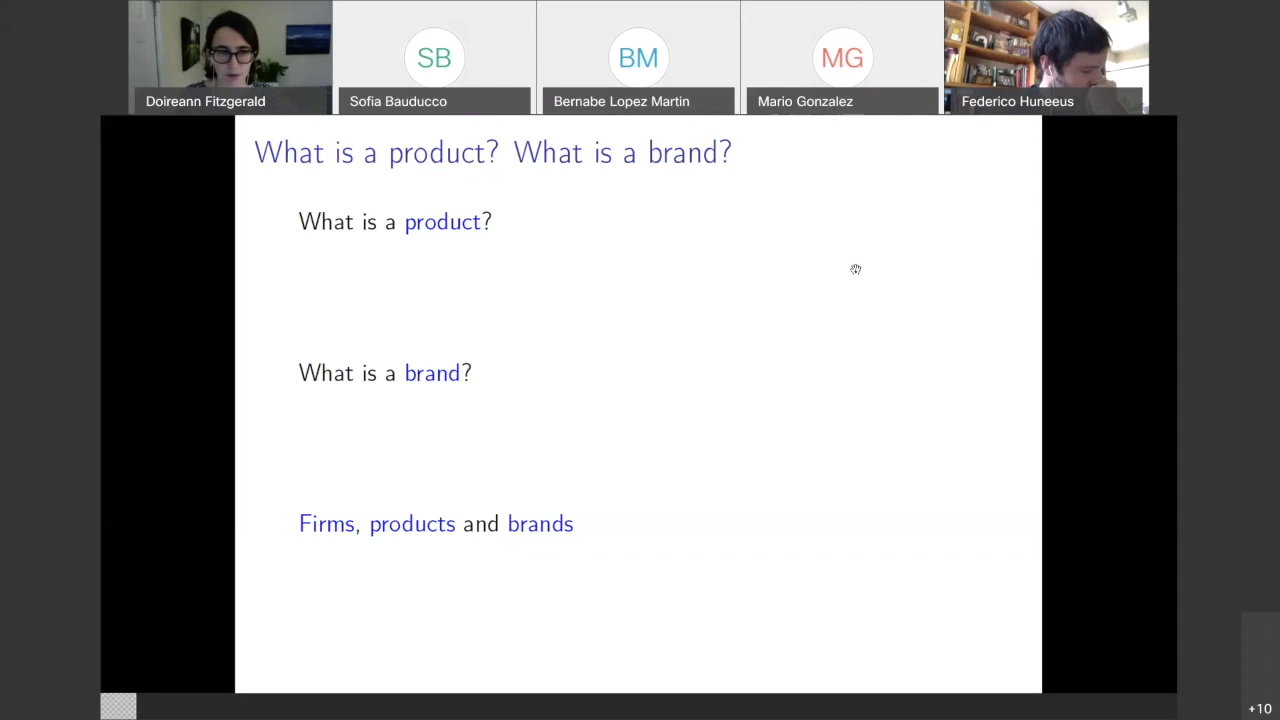 SB
BM
MG
Doireann Fitzgerald
Sofia Bauducco
Bernabe Lopez Martin
Mario Gonzalez
Federico Huneeus
What is a product? What is a brand?
What is a product?
What is a brand?
Firms, products and brands
+10